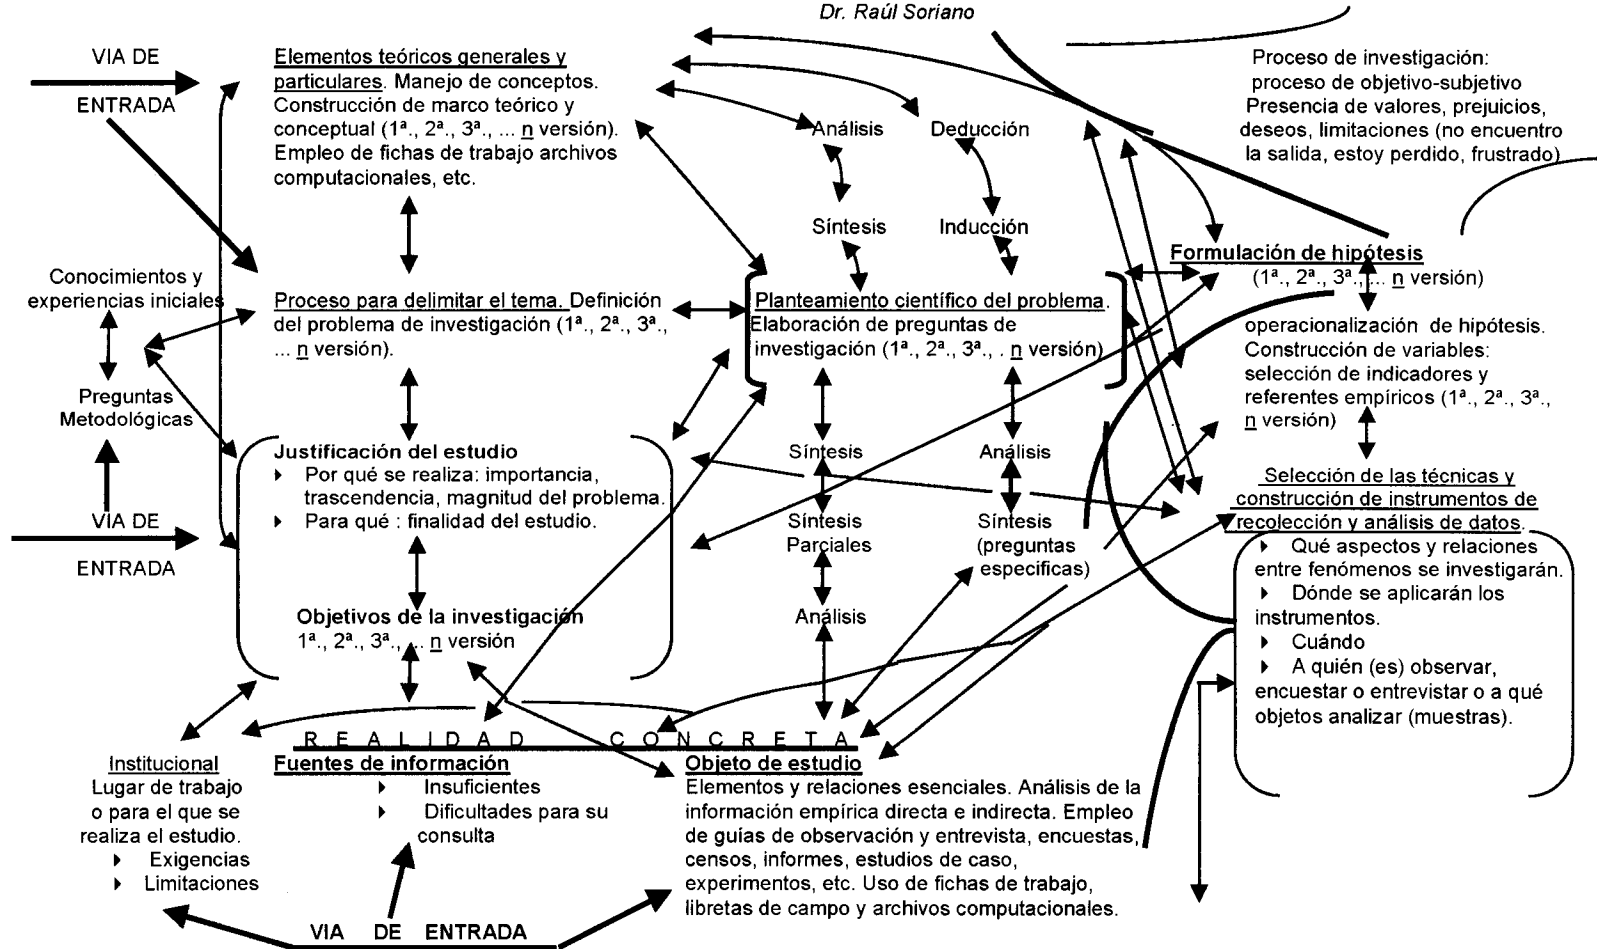 Dr. Raúl Soriano
VIA DE
ENTRADA
Elementos teóricos generales y
particulares. Manejo de conceptos.
Construcción de marco teórico y
conceptual (1ª., 2ª., 3ª., ... n versión).
Empleo de fichas de trabajo archivos
computacionales, etc.
Análisis
Deducción
Síntesis
Inducción
Proceso de investigación:
proceso de objetivo-subjetivo
Presencia de valores, prejuicios,
deseos, limitaciones (no encuentro
la salida, estoy perdido, frustrado)
Conocimientos y
experiencias iniciales
Preguntas
Metodológicas
VIA DE
ENTRADA
Proceso para delimitar el tema. Definición
del problema de investigación (1ª., 2ª., 3ª.,
... n versión).
Planteamiento científico del problema.
Elaboración de preguntas de
investigación (1ª., 2ª., 3ª., . n versión)
Formulación de hipótesis
(1ª., 2ª., 3ª., ... n versión)
operacionalización de hipótesis.
Construcción de variables:
selección de indicadores y
referentes empíricos (1ª., 2ª., 3ª.,
n versión)
Justificación del estudio
Por qué se realiza: importancia,
trascendencia, magnitud del problema.
Para qué : finalidad del estudio.
Objetivos de la investigación
1ª., 2ª., 3ª., ... n versión
Síntesis
Análisis
Síntesis
Parciales
Síntesis
(preguntas
especificas)
Análisis
Selección de las técnicas y
construcción de instrumentos de
recolección y análisis de datos.
Qué aspectos y relaciones
entre fenómenos se investigarán.
Dónde se aplicarán los
instrumentos.
Cuándo
A quién (es) observar,
encuestar o entrevistar o a qué
objetos analizar (muestras).
R E A L I D A D C O N C R E T A
Institucional
Lugar de trabajo
o para el que se
realiza el estudio.
Exigencias
Limitaciones
Fuentes de información
Insuficientes
Dificultades para su
consulta
Objeto de estudio
Elementos y relaciones esenciales. Análisis de la
información empírica directa e indirecta. Empleo
de guías de observación y entrevista, encuestas,
censos, informes, estudios de caso,
experimentos, etc. Uso de fichas de trabajo,
libretas de campo y archivos computacionales.
VIA DE ENTRADA